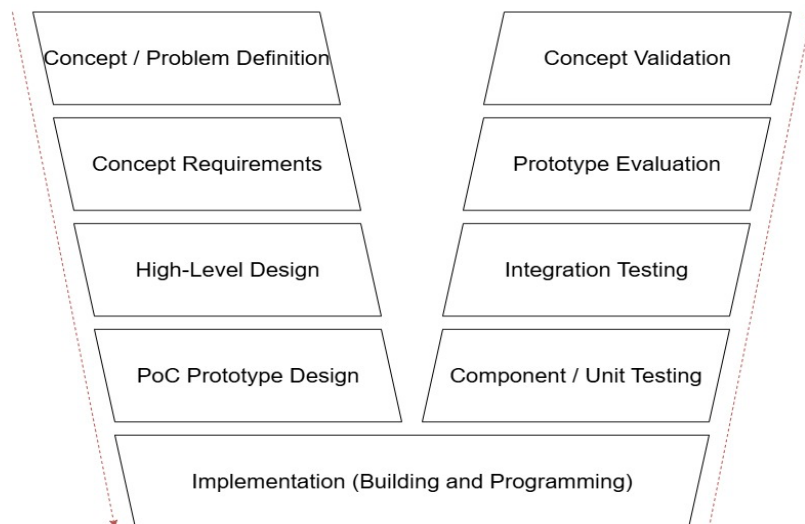 Concept / Problem Definition
Concept Validation
Concept Requirements
Prototype Evaluation
High-Level Design
Integration Testing
PoC Prototype Design
Component / Unit Testing
Implementation (Building and Programming)